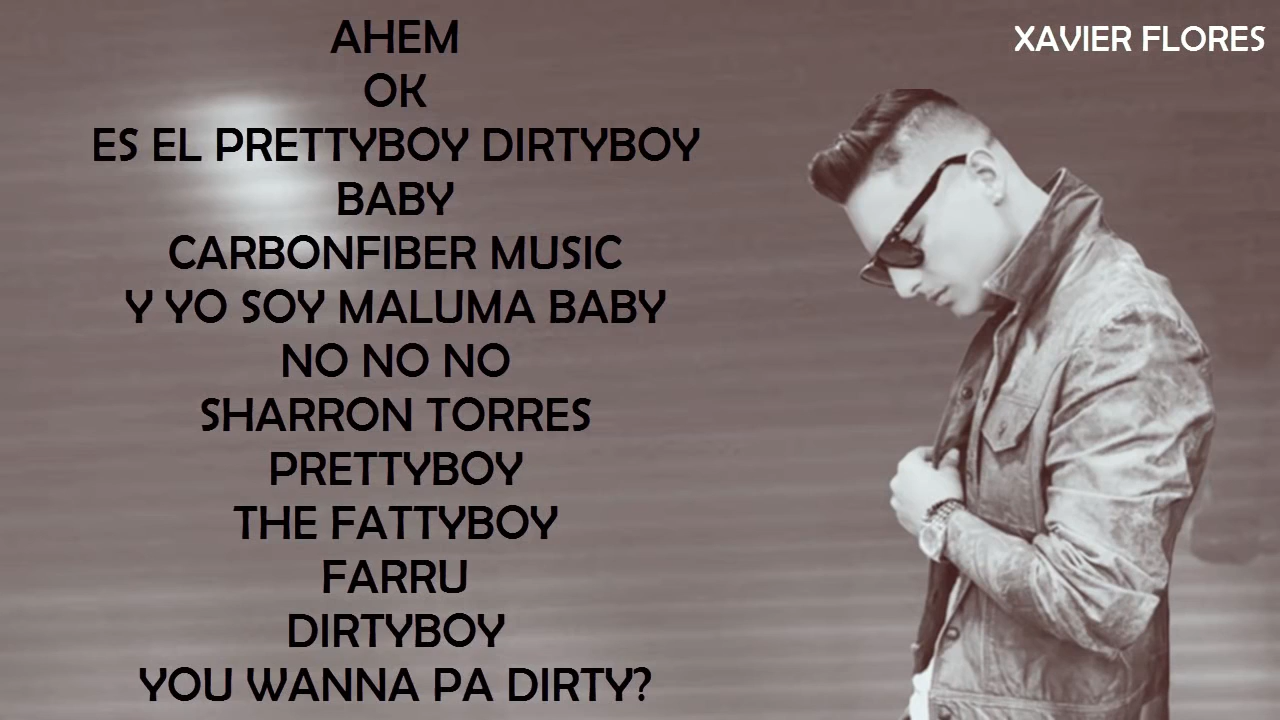 AHEM
OK
ES EL PRETTYBOY DIRTYBOY
BABY
CARBONFIBER MUSIC
Y YO SOY MALUMA BABY
NO NO NO
SHARRON TORRES
PRETTYBOY
THE FATTYBOY
FARRU
DIRTYBOY
YOU WANNA PA DIRTY?
XAVIER FLORES